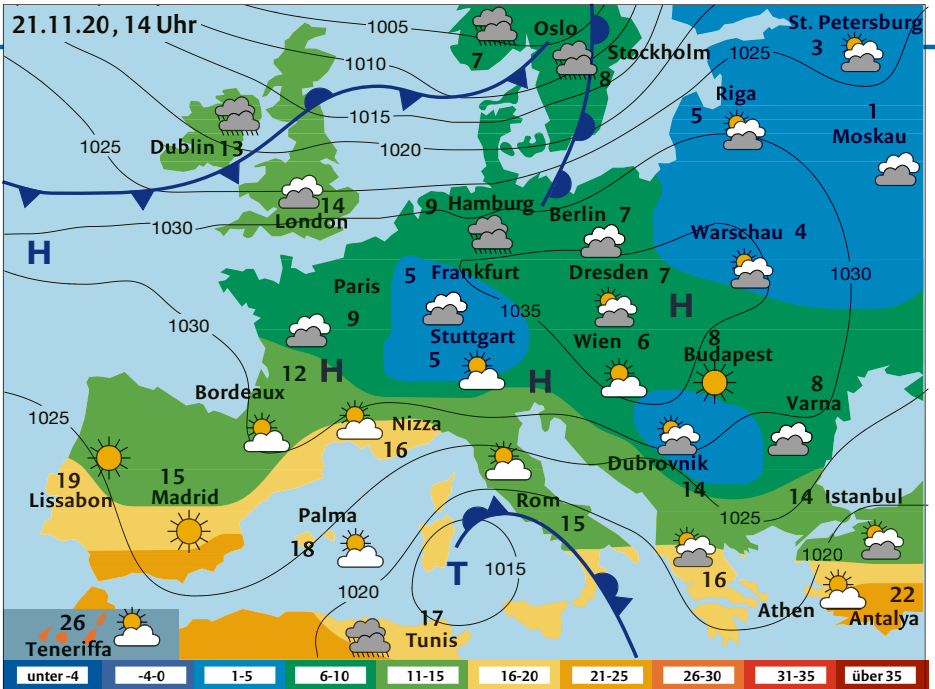 21.11.20, 14 Uhr
1005
Oslo
7
St. Petersburg
3
Stockholm
8
1025
1010
Riga
5
1
Moskau
1015
Dublin 13
1025
1020
14
London
9 Hamburg
Berlin 7
1030
H
Warschau 4
5 Frankfurt
Dresden 7
1030
Paris
9
1035
H
1030
Stuttgart
5
Wien 6
8
Budapest
12
H
H
Bordeaux
8
Varna
1025
Nizza
16
19
Lissabon
15
Madrid
Dubrovnik
14
14 Istanbul
Rom
15
1025
Palma
18
1020
T
1015
16
1020
22
Antalya
Athen
26
Teneriffa
17
Tunis
unter -4
-4-0
1-5
6-10
11-15
16-20
21-25
26-30
31-35
über 35